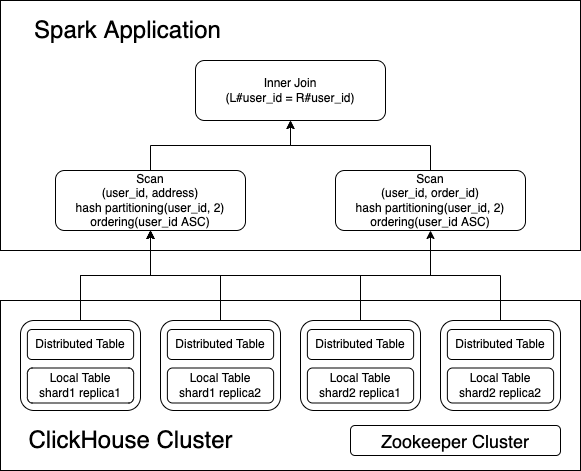 Spark Application
Inner Join
(L#user_id = R#user_id)
Scan
(user_id, address)
hash partitioning(user_id, 2)
ordering(user_id ASC)
Scan
(user_id, order_id)
hash partitioning(user_id, 2)
ordering(user_id ASC)
Distributed Table
Local Table
shard1 replica1
Distributed Table
Local Table
shard1 replica2
Distributed Table
Local Table
shard2 replica1
Distributed Table
Local Table
shard2 replica2
ClickHouse Cluster
Zookeeper Cluster